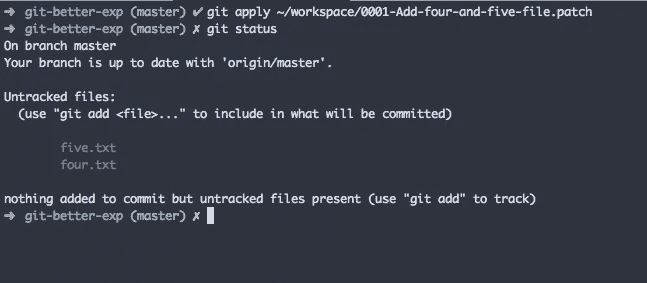 ➜ git-better-exp (master) ✔ git apply ~/workspace/0001-Add-four-and-five-file.patch
➜ git-better-exp (master) ✗ git status
On branch master
Your branch is up to date with 'origin/master'.
Untracked files:
(use "git add <file>..." to include in what will be committed)
five.txt
four.txt
nothing added to commit but untracked files present (use "git add" to track)
➜ git-better-exp (master) ✗